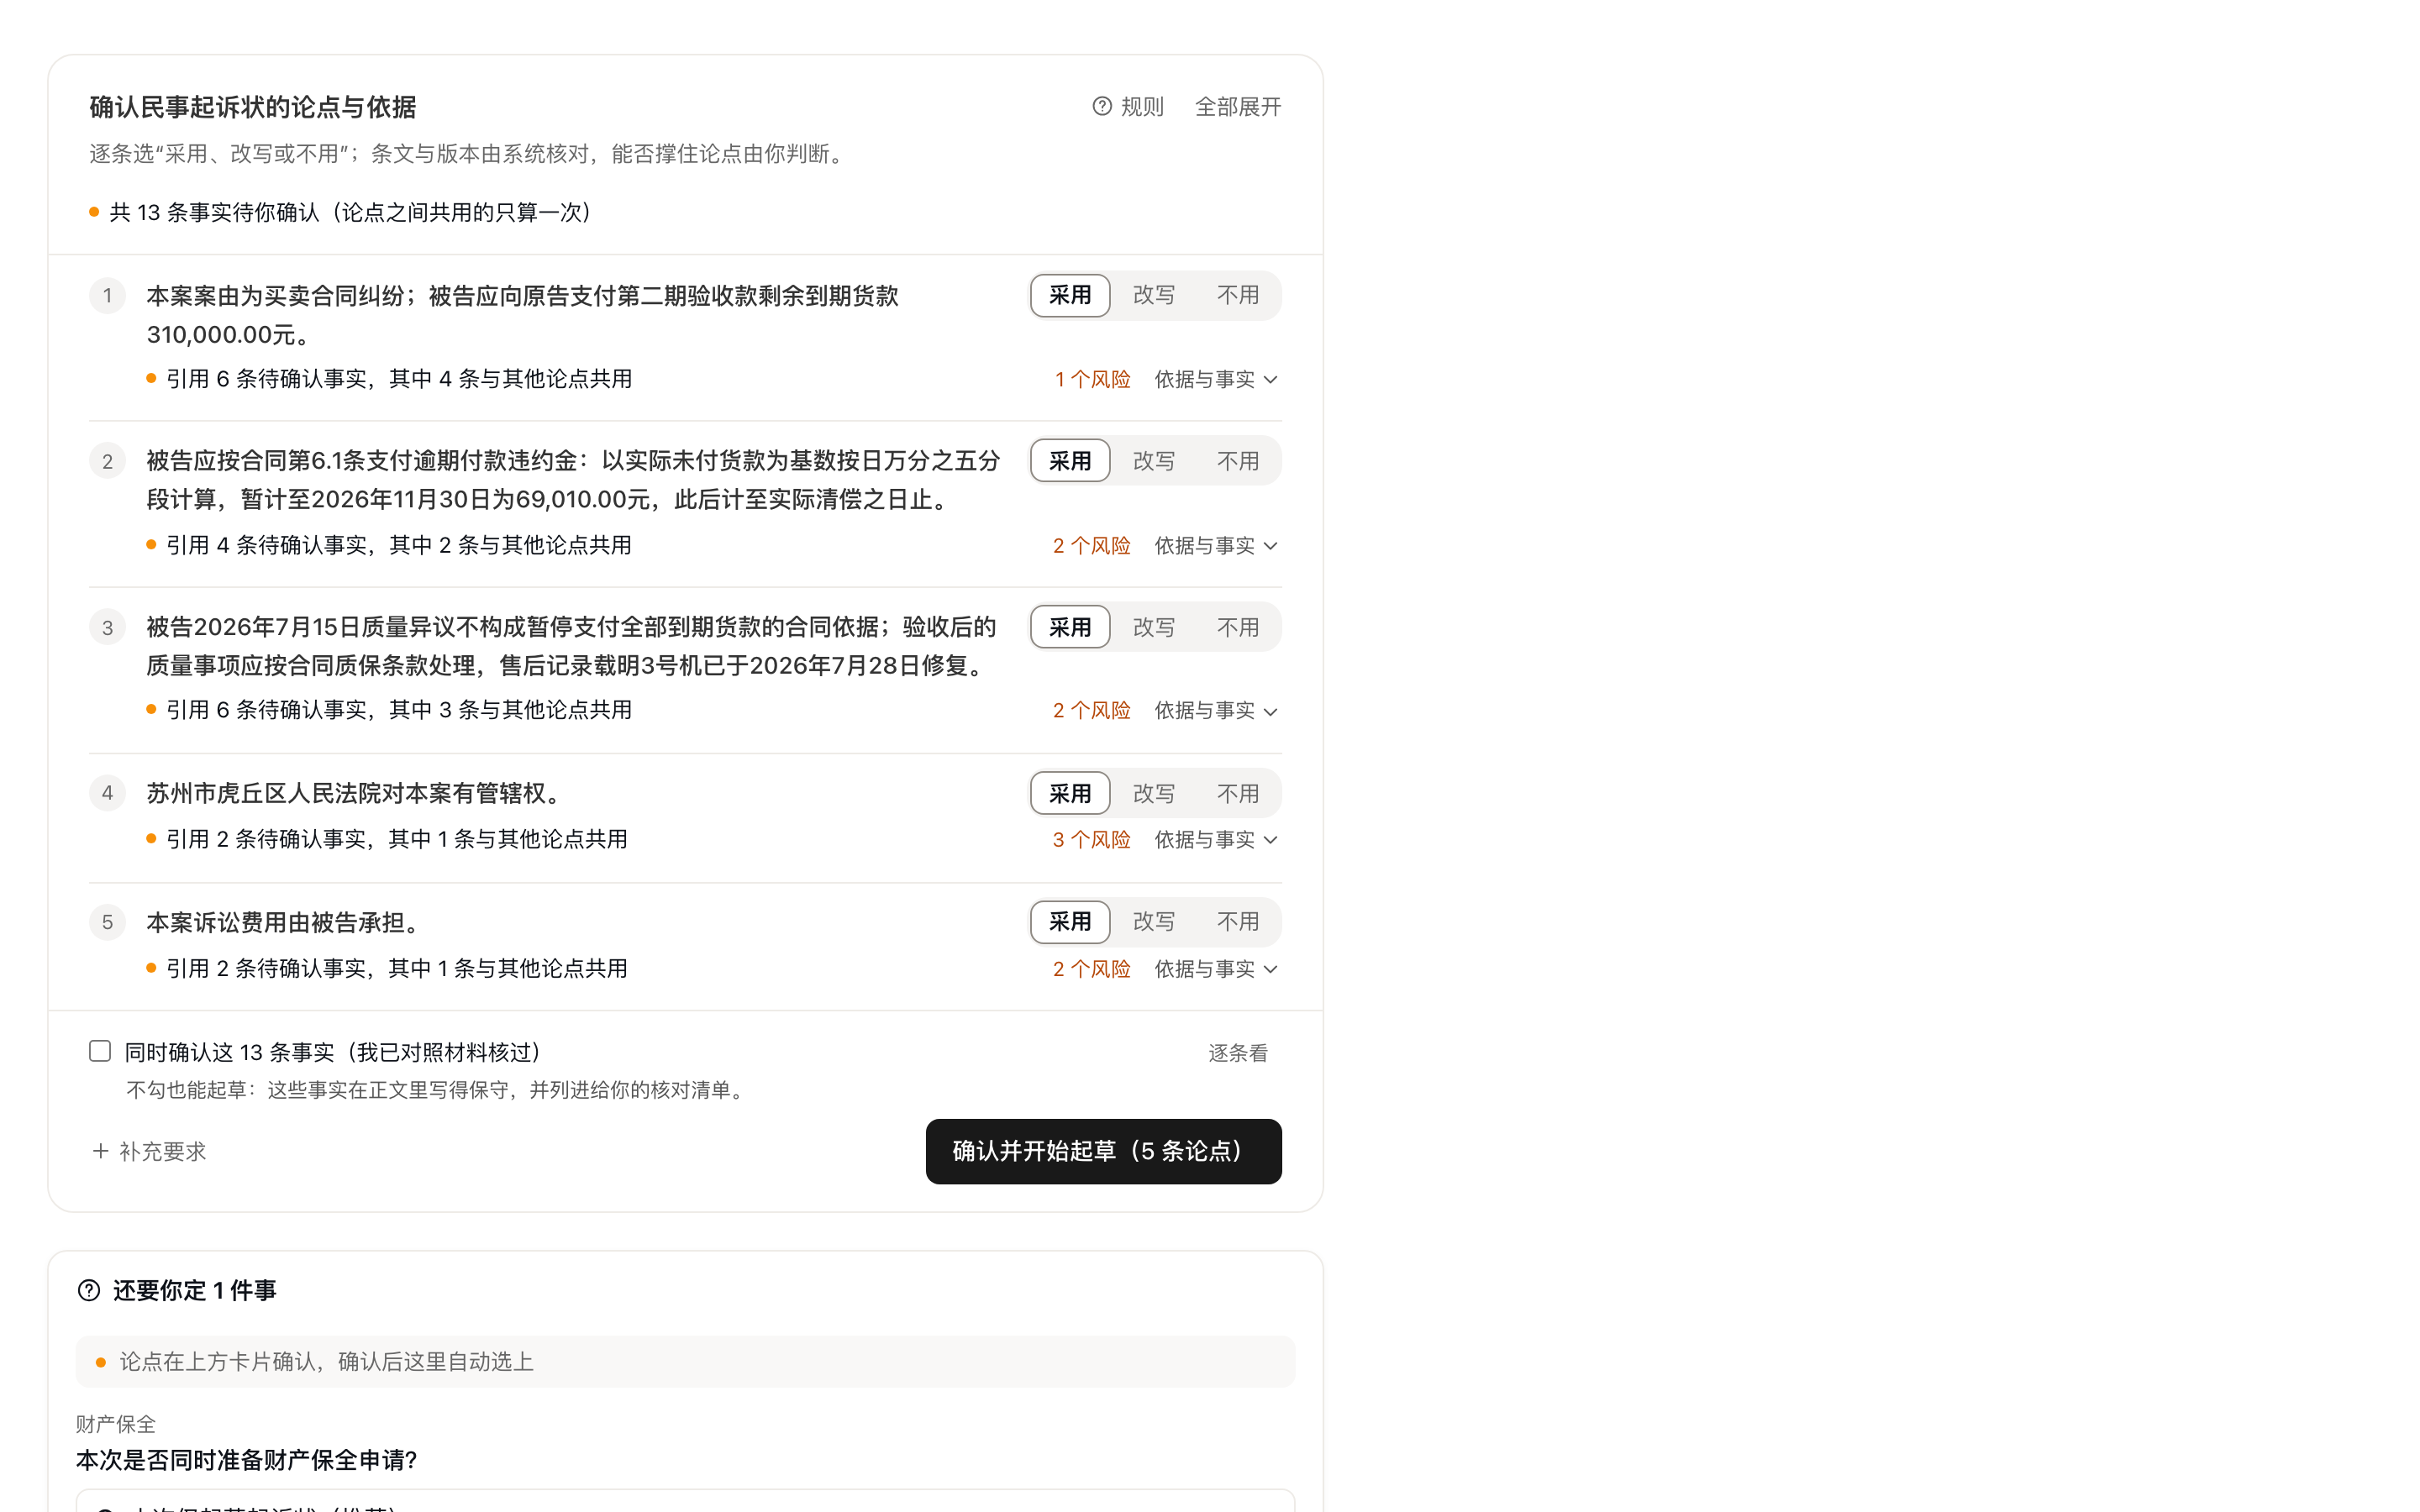 确认民事起诉状的论点与依据
规则 全部展开
逐条选“采用、改写或不用”；条文与版本由系统核对，能否撑住论点由你判断。
共 13 条事实待你确认（论点之间共用的只算一次）
1 本案案由为买卖合同纠纷；被告应向原告支付第二期验收款剩余到期货款
310,000.00元。
采用 改写 不用
引用 6 条待确认事实，其中 4 条与其他论点共用
1 个风险 依据与事实
2 被告应按合同第6.1条支付逾期付款违约金：以实际未付货款为基数按日万分之五分
段计算，暂计至2026年11月30日为69,010.00元，此后计至实际清偿之日止。
采用 改写 不用
引用 4 条待确认事实，其中 2 条与其他论点共用
2 个风险 依据与事实
3 被告2026年7月15日质量异议不构成暂停支付全部到期货款的合同依据；验收后的
质量事项应按合同质保条款处理，售后记录载明3号机已于2026年7月28日修复。
采用 改写 不用
引用 6 条待确认事实，其中 3 条与其他论点共用
2 个风险 依据与事实
4 苏州市虎丘区人民法院对本案有管辖权。
采用 改写 不用
引用 2 条待确认事实，其中 1 条与其他论点共用
3 个风险 依据与事实
5 本案诉讼费用由被告承担。
采用 改写 不用
引用 2 条待确认事实，其中 1 条与其他论点共用
2 个风险 依据与事实
同时确认这 13 条事实（我已对照材料核过）
逐条看
不勾也能起草：这些事实在正文里写得保守，并列进给你的核对清单。
+ 补充要求
确认并开始起草（5 条论点）
还要你定 1 件事
论点在上方卡片确认，确认后这里自动选上
财产保全
本次是否同时准备财产保全申请？